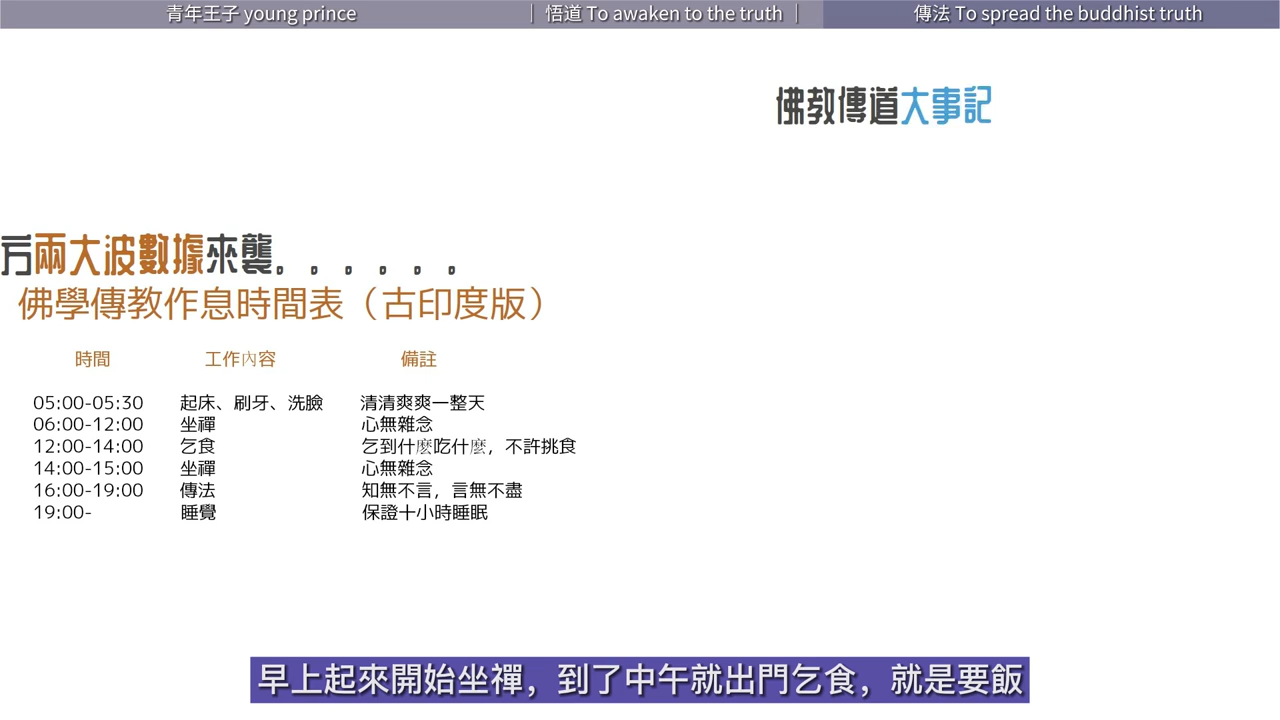 青年王子 young prince | 悟道 To awaken to the truth | 傳法 To spread the buddhist truth
佛教傳道大事記
方兩大波數據來襲。。。。。。
佛學傳教作息時間表（古印度版）
時間 工作內容 備註
05:00-05:30 起床、刷牙、洗臉 清清爽爽一整天
06:00-12:00 坐禪 心無雜念
12:00-14:00 乞食 乞到什麼吃什麼，不許挑食
14:00-15:00 坐禪 心無雜念
16:00-19:00 傳法 知無不言，言無不盡
19:00- 睡覺 保證十小時睡眠
早上起來開始坐禪，到了中午就出門乞食，就是要飯